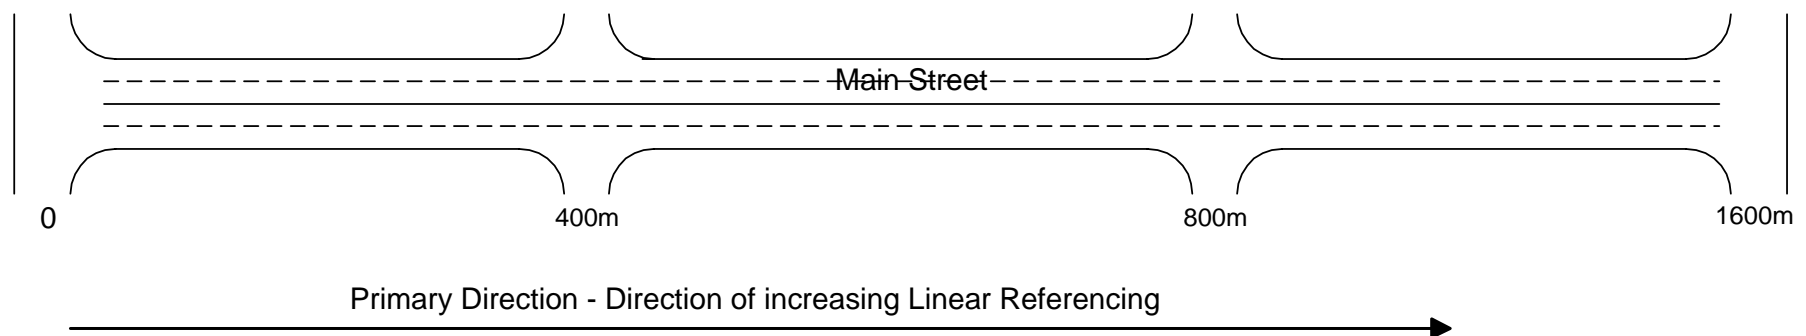 Main Street
0
400m
800m
1600m
Primary Direction - Direction of increasing Linear Referencing